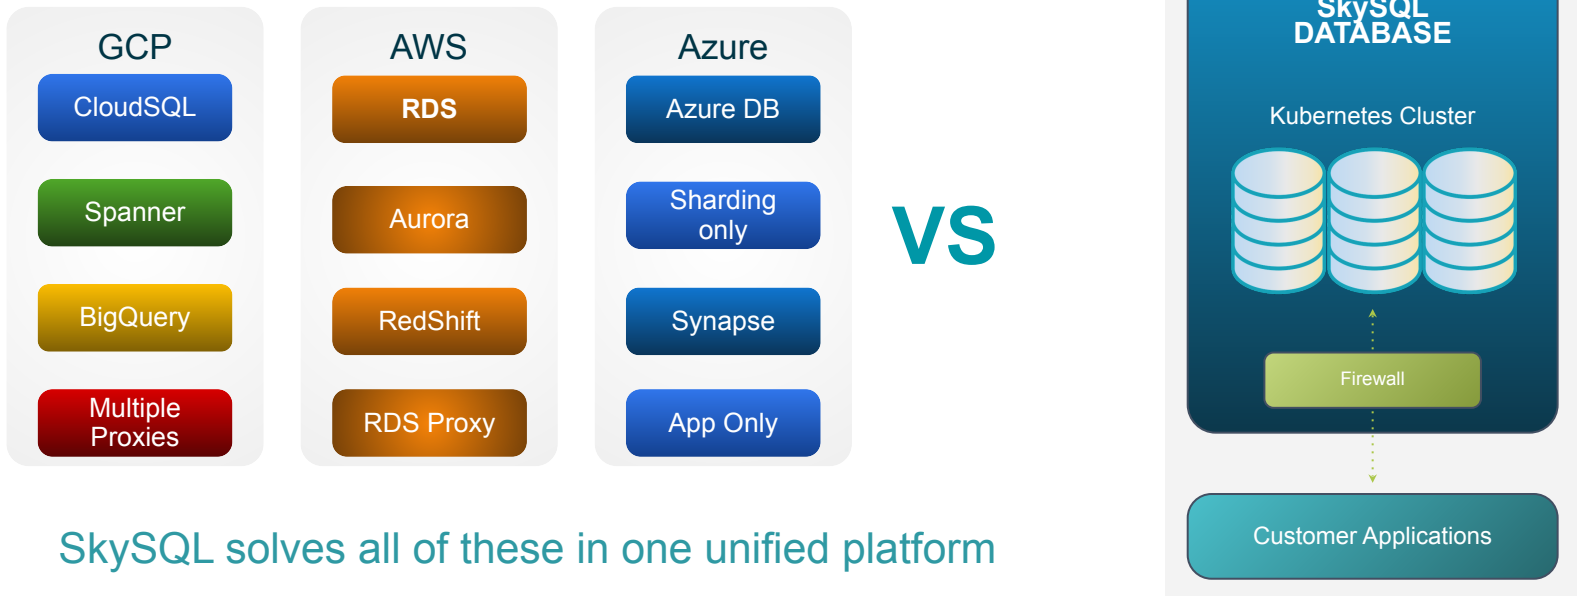 GCP
CloudSQL
Spanner
BigQuery
Multiple
Proxies
AWS
RDS
Aurora
RedShift
RDS Proxy
Azure
Azure DB
Sharding
only
Synapse
App Only
VS
SkySQL
DATABASE
Kubernetes Cluster
Firewall
Customer Applications
SkySQL solves all of these in one unified platform